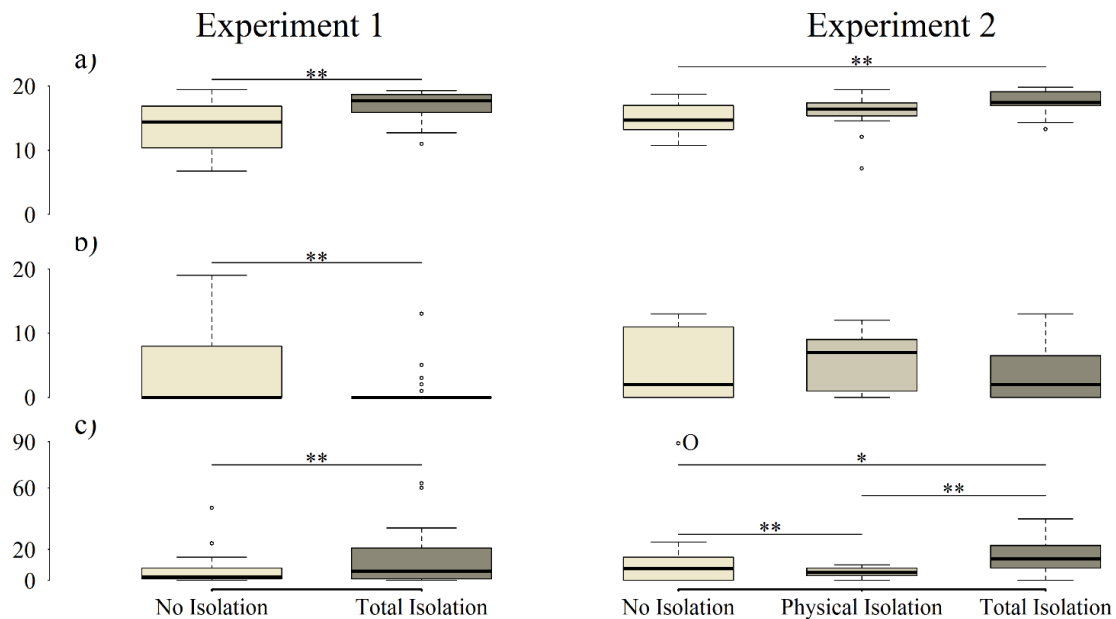 Experiment 1 Experiment 2
a)
** **
20
10
0
b)
**
20
10
0
c)
90
60
20
0
O
** * ** **
No Isolation Total Isolation No Isolation Physical Isolation Total Isolation